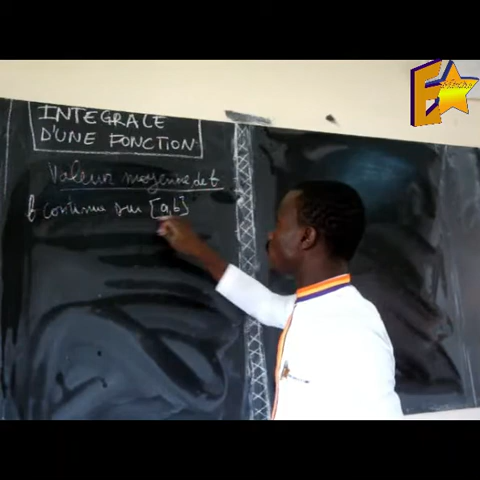 INTEGRALE
D'UNE FONCTION
Valeur moyenne de f
f continue sur [a,b]